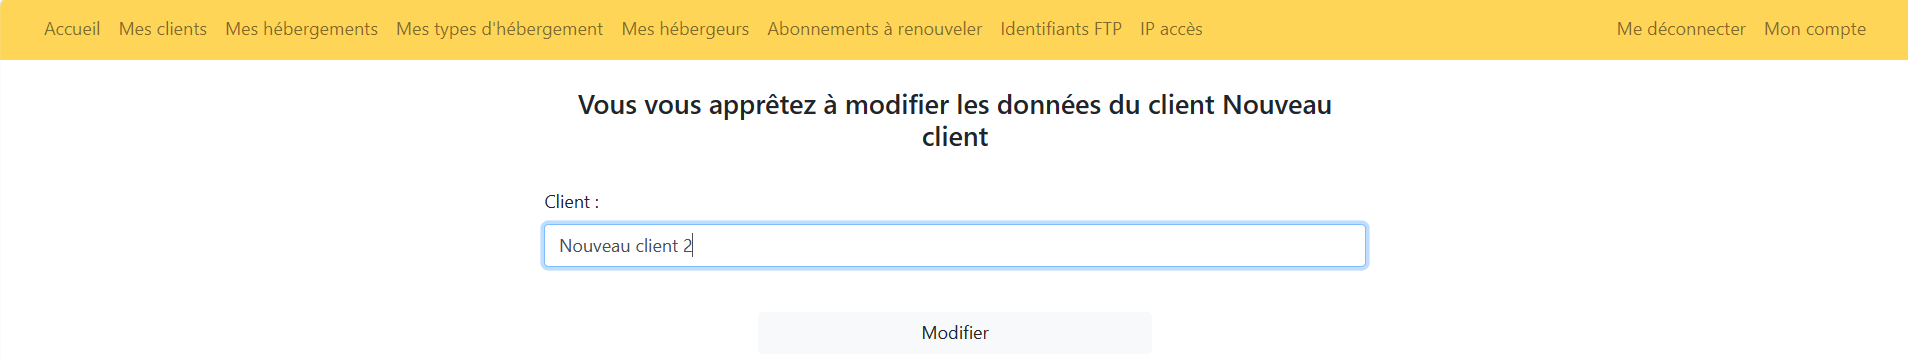 Accueil Mes clients Mes hébergements Mes types d'hébergement Mes hébergeurs Abonnements à renouveler Identifiants FTP IP accès Me déconnecter Mon compte
Vous vous apprêtez à modifier les données du client Nouveau
client
Client :
Nouveau client 2
Modifier